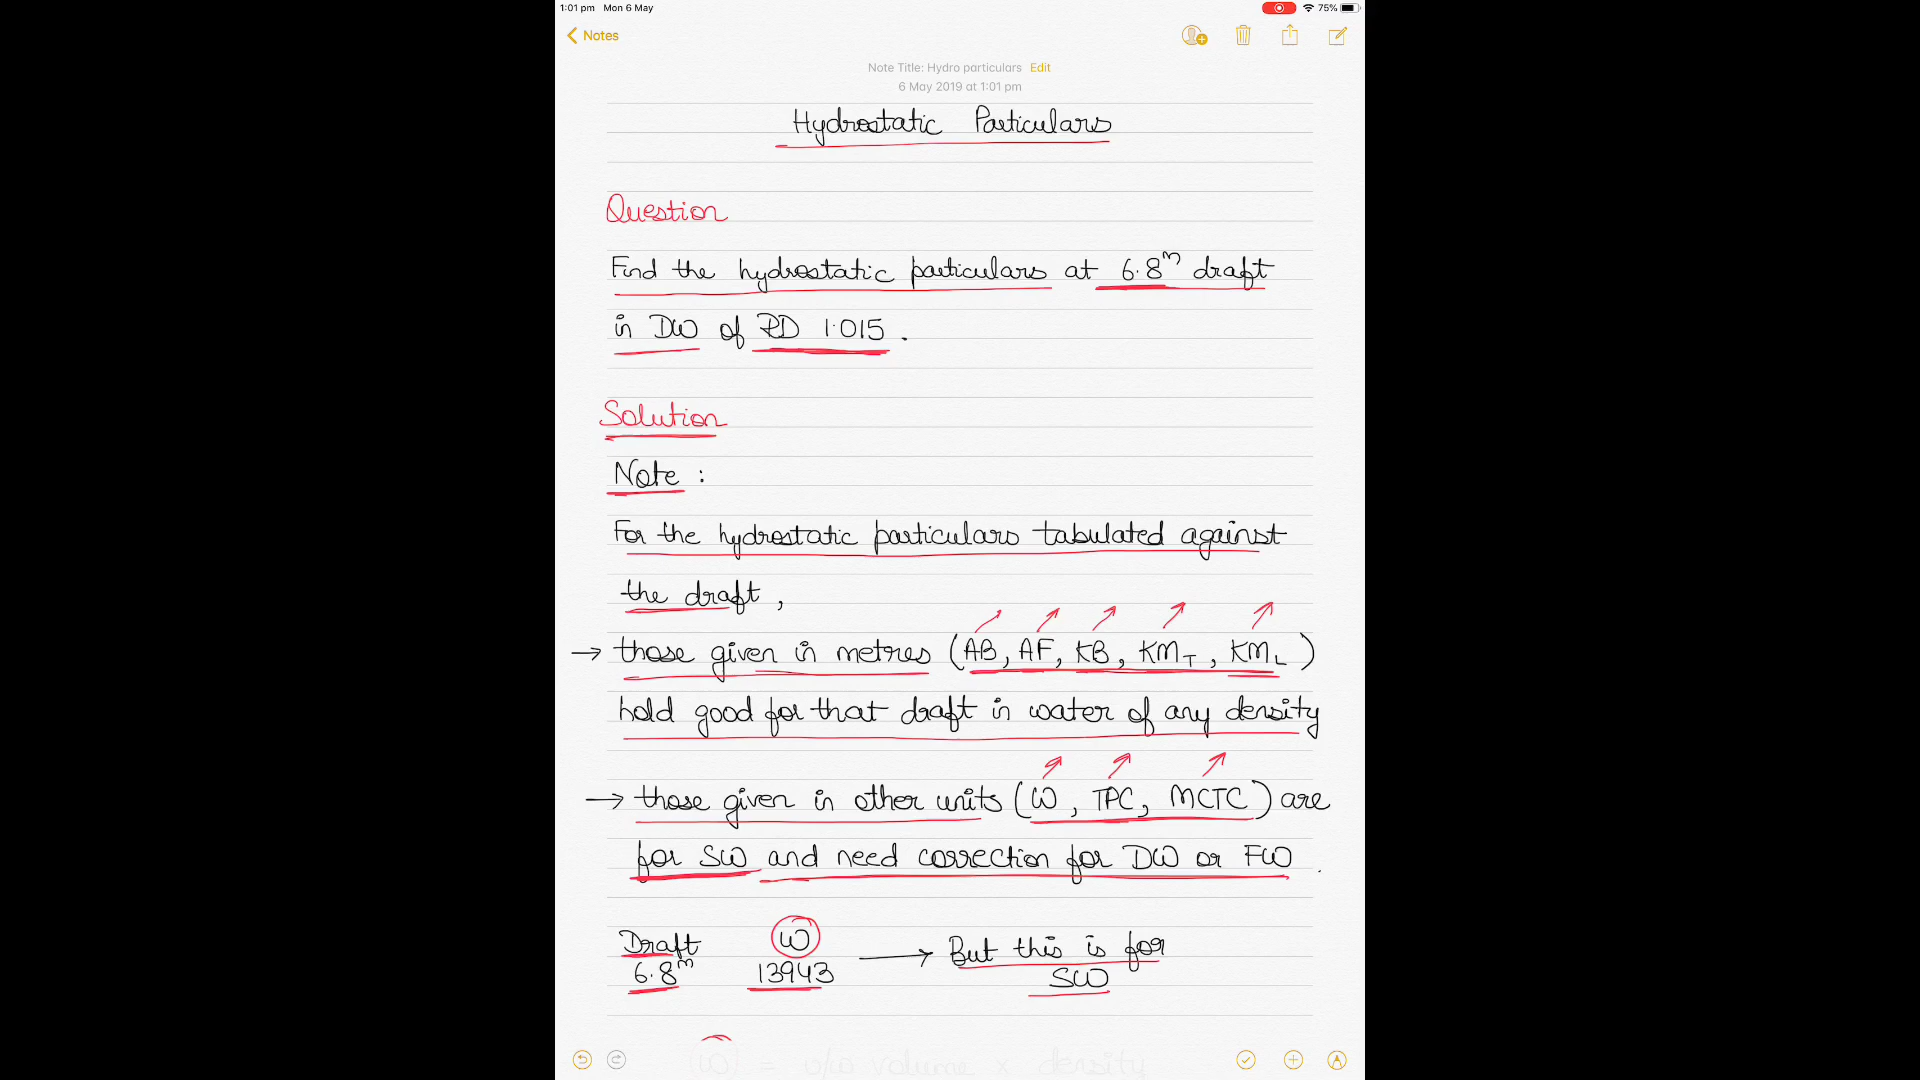 1:01 pm Mon 6 May 75%
Notes
Note Title: Hydro particulars Edit
6 May 2019 at 1:01 pm
Hydrostatic Particulars
Question
Find the hydrostatic particulars at 6.8m draft
in DW of RD 1.015.
Solution
Note :
For the hydrostatic particulars tabulated against
the draft,
→ those given in metres (AB, AF, KB, KMT, KML)
hold good for that draft in water of any density
→ those given in other units (W, TPC, MCTC) are
for SW and need correction for DW or FW.
Draft W → But this is for
6.8m 13943 SW
(W) = u/w volume x density